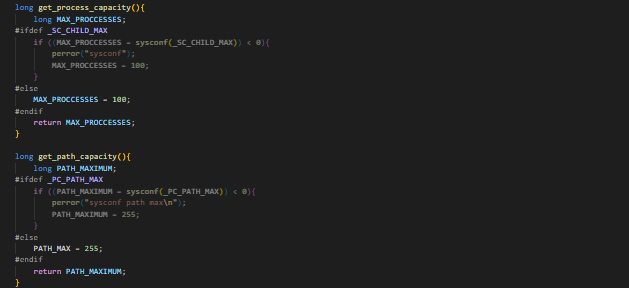 long get_process_capacity(){
    long MAX_PROCCESSES;
#ifdef _SC_CHILD_MAX
    if ((MAX_PROCCESSES = sysconf(_SC_CHILD_MAX)) < 0){
        perror("sysconf");
        MAX_PROCCESSES = 100;
    }
#else
    MAX_PROCCESSES = 100;
#endif
    return MAX_PROCCESSES;
}
long get_path_capacity(){
    long PATH_MAXIMUM;
#ifdef _PC_PATH_MAX
    if ((PATH_MAXIMUM = sysconf(_PC_PATH_MAX)) < 0){
        perror("sysconf path max\n");
        PATH_MAXIMUM = 255;
    }
#else
    PATH_MAX = 255;
#endif
    return PATH_MAXIMUM;
}